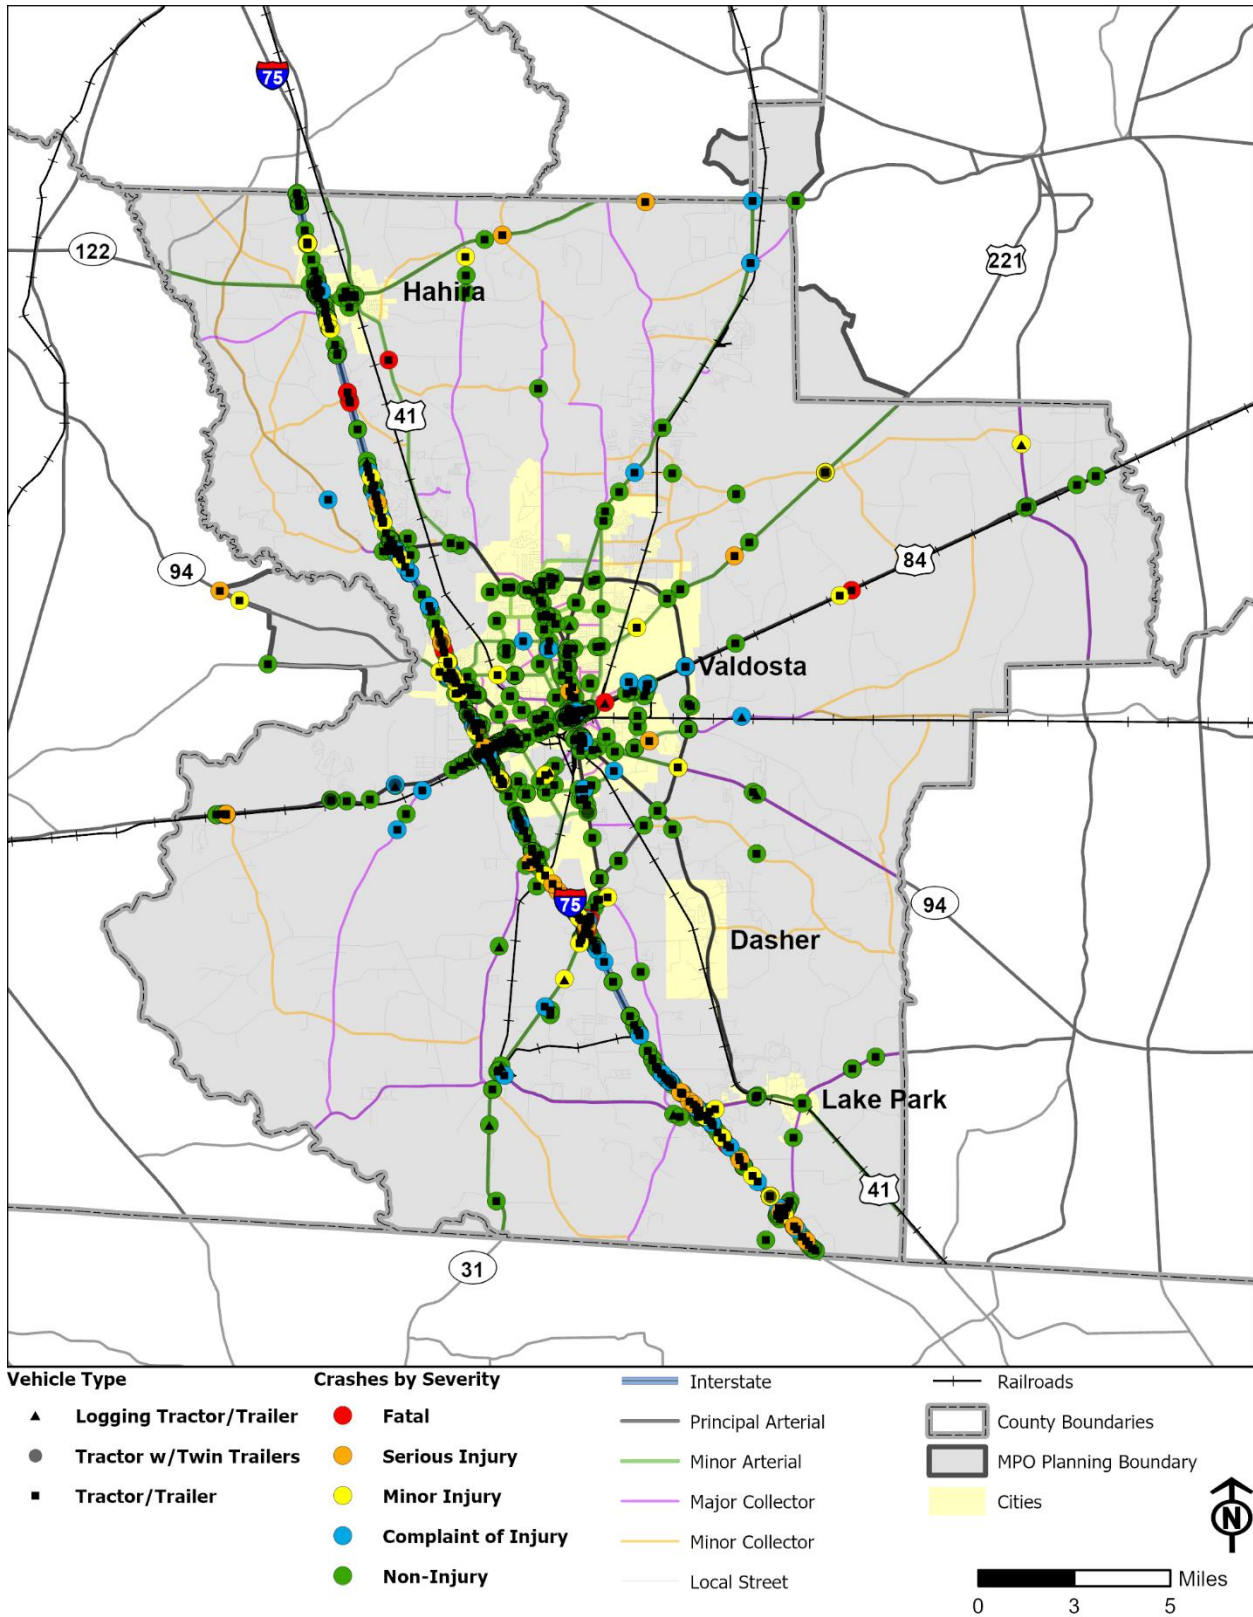 75
122
Hahira
221
41
94
84
Valdosta
75
94
Dasher
Lake Park
41
31
Vehicle Type
Logging Tractor/Trailer
Tractor w/Twin Trailers
Tractor/Trailer
Crashes by Severity
Fatal
Serious Injury
Minor Injury
Complaint of Injury
Non-Injury
Interstate
Principal Arterial
Minor Arterial
Major Collector
Minor Collector
Local Street
Railroads
County Boundaries
MPO Planning Boundary
Cities
N
Miles
0 3 5